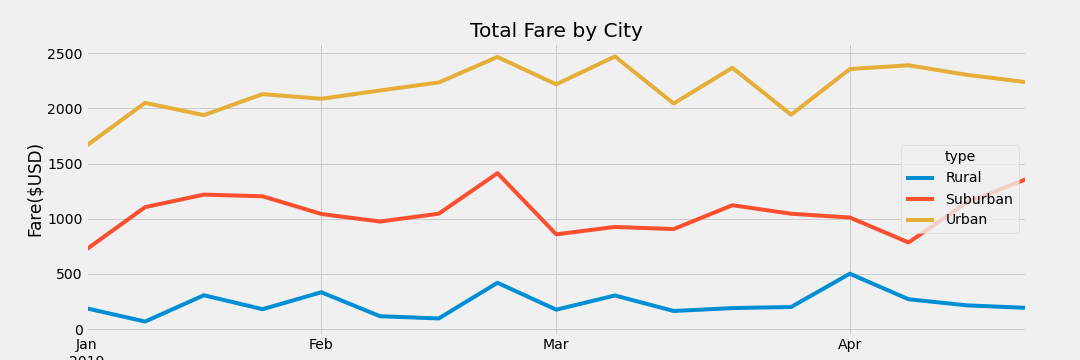 Total Fare by City
Fare($USD)
2500
2000
1500
1000
500
0
type
Rural
Suburban
Urban
Jan
Feb
Mar
Apr
2019